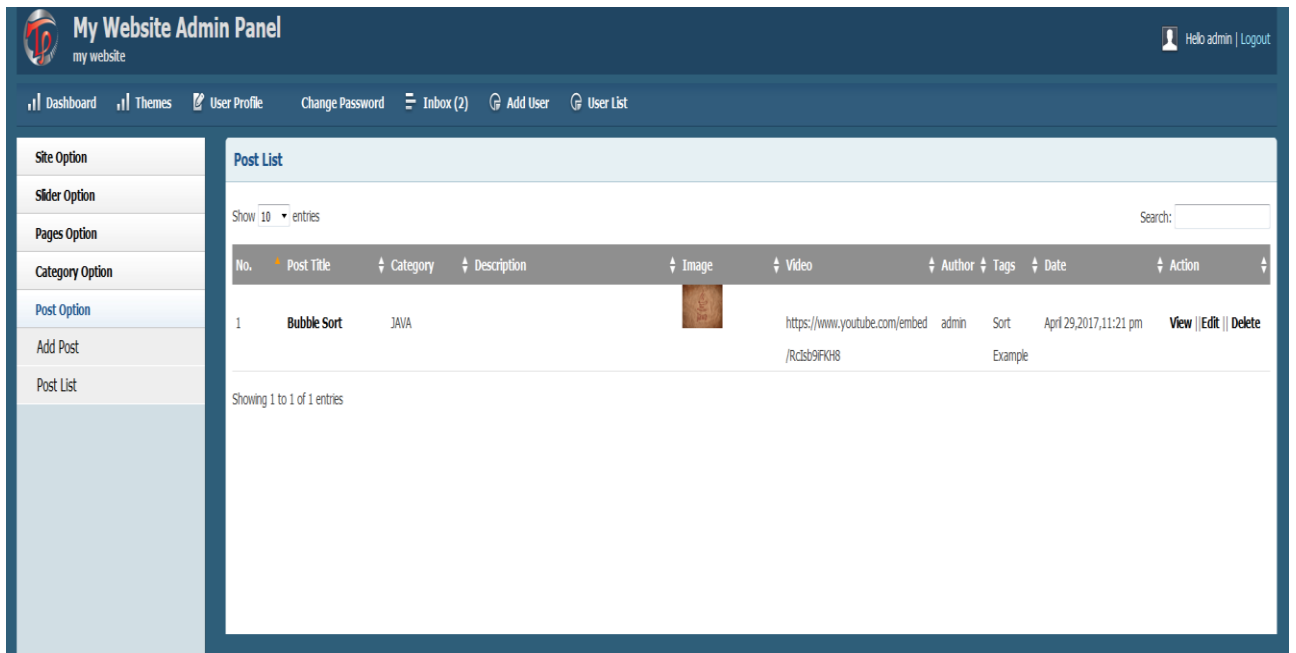 My Website Admin Panel
my website
Hello admin | Logout
Dashboard Themes User Profile Change Password Inbox (2) Add User User List
Site Option
Slider Option
Pages Option
Category Option
Post Option
Add Post
Post List
Post List
Show 10 entries
Search:
No. Post Title Category Description Image Video Author Tags Date Action
1 Bubble Sort JAVA https://www.youtube.com/embed admin Sort April 29,2017,11:21 pm View ||Edit || Delete
Example
Showing 1 to 1 of 1 entries